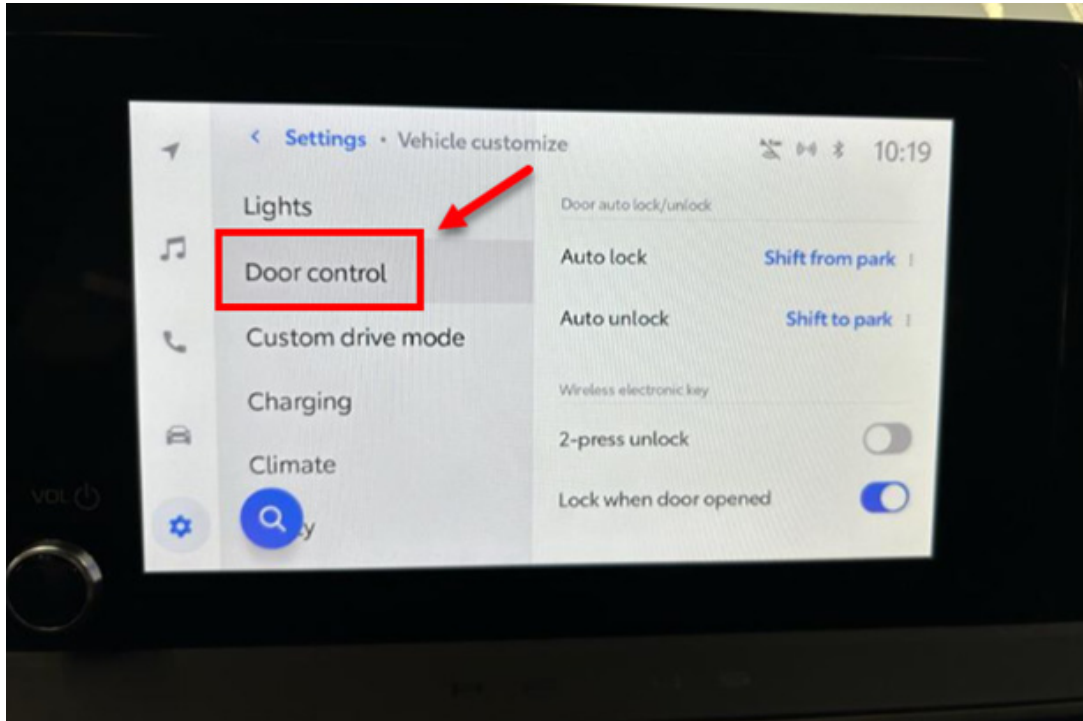 < Settings • Vehicle customize
10:19
Lights
Door control
Custom drive mode
Charging
Climate
Door auto lock/unlock
Auto lock Shift from park
Auto unlock Shift to park
Wireless electronic key
2-press unlock
Lock when door opened
VOL